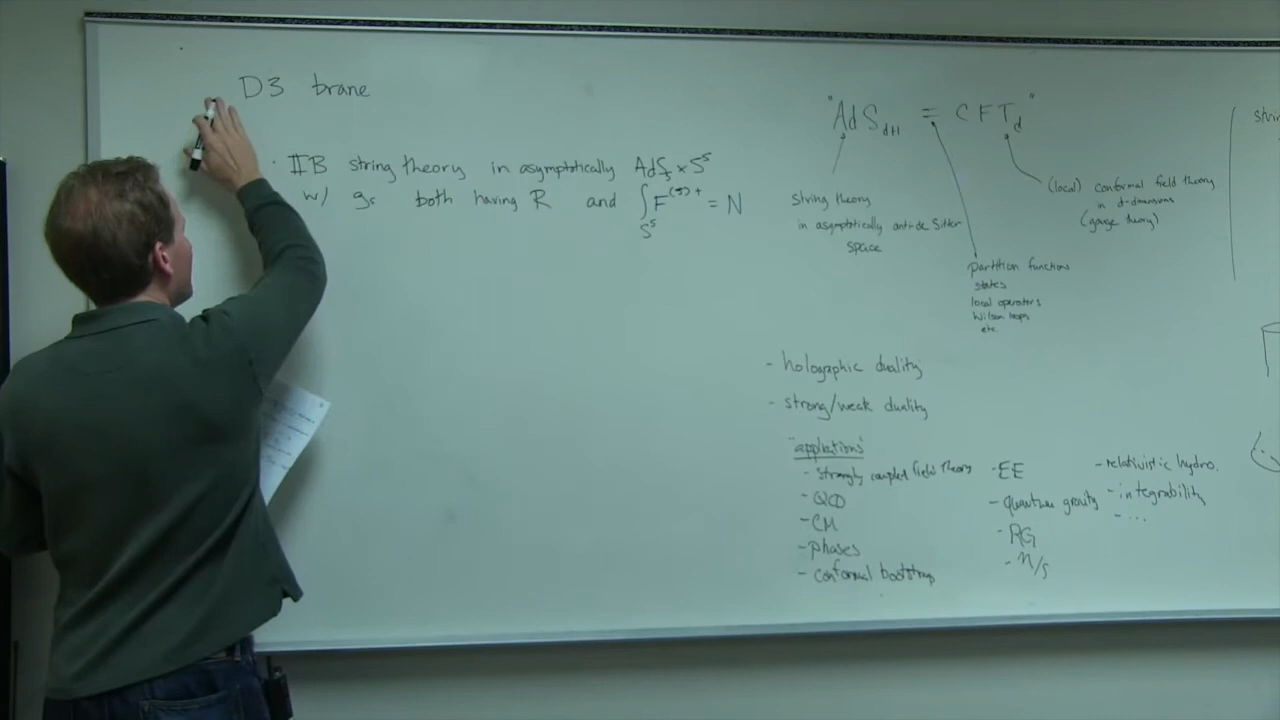 D3 brane
· IIB string theory in asymptotically AdS₅ x S⁵
w/ gs both having R and ∫S⁵ F⁽⁵⁾⁺ = N
"AdS_{d+1} = CFT_d"
string theory
in asymptotically anti-de Sitter
space
(local) conformal field theory
in d-dimensions
(gauge theory)
partition functions
states
local operators
Wilson loops
etc.
- holographic duality
- strong/weak duality
"applications"
- strongly coupled field theory
- QCD
- CM
- phases
- conformal bootstrap
- EE
- quantum gravity
- RG
- η/s
- relativistic hydro.
- integrability
- ...